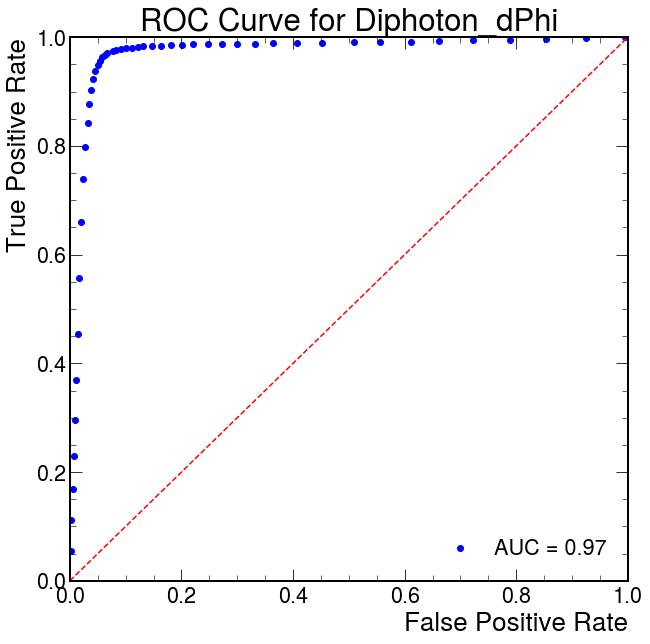 ROC Curve for Diphoton_dPhi
True Positive Rate
1.0
0.8
0.6
0.4
0.2
0.0
0.0 0.2 0.4 0.6 0.8 1.0
AUC = 0.97
False Positive Rate